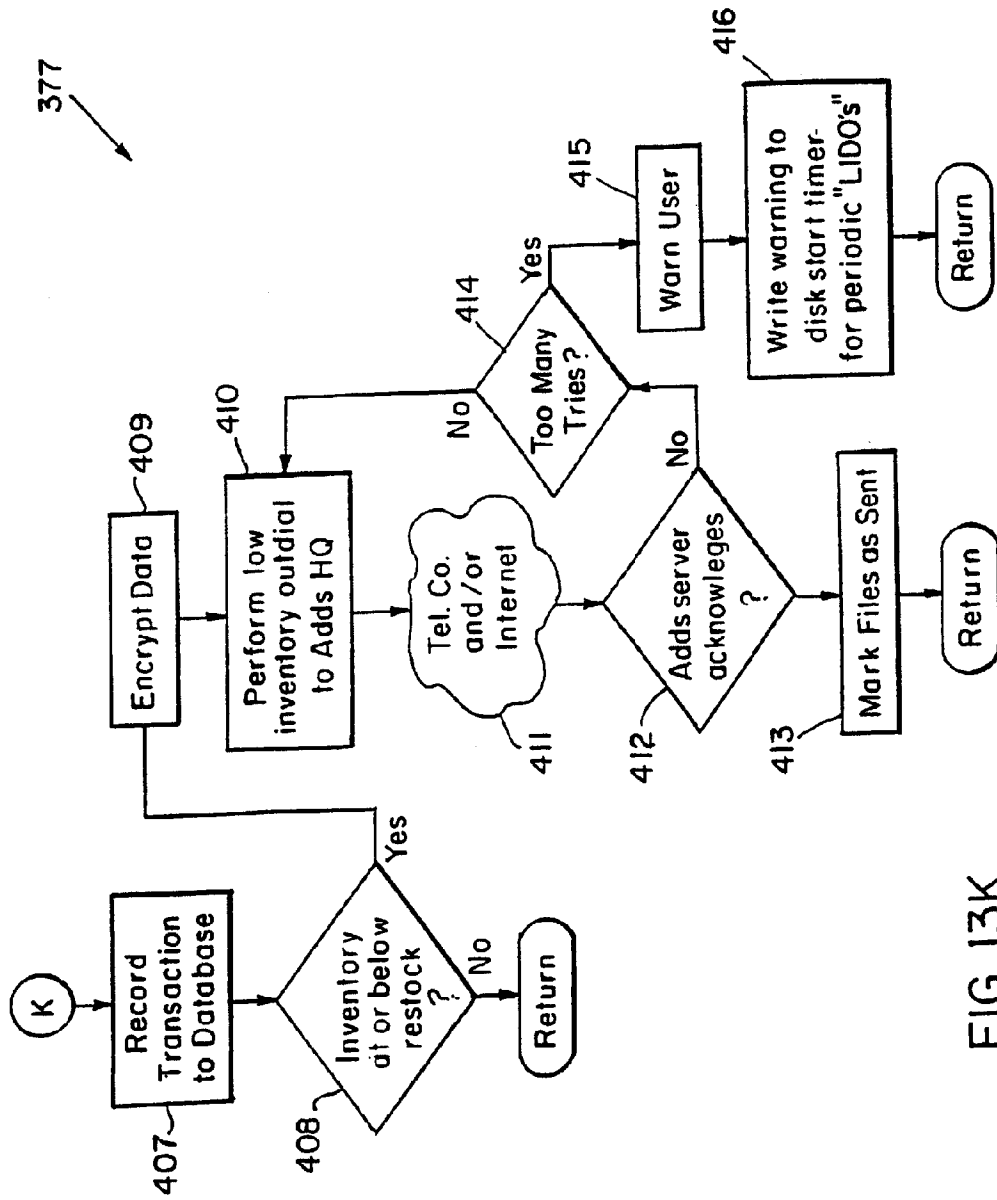 377
K
Record
Transaction
to Database
407
Inventory
at or below
restock
?
408
Yes
No
Return
Encrypt Data
409
Perform low
inventory outdial
to Adds HQ
410
Tel. Co.
and/or
Internet
411
Adds server
acknowleges
?
412
No
Mark Files as Sent
413
Return
Too Many
Tries?
414
No
Yes
Warn User
415
Write warning to
disk start timer-
for periodic "LIDO's"
416
Return
FIG. 13K